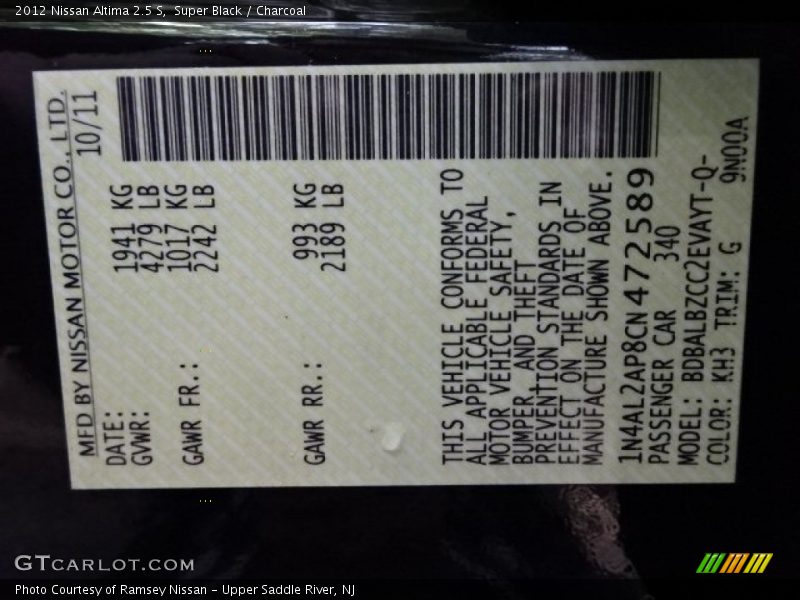 2012 Nissan Altima 2.5 S, Super Black / Charcoal
MFD BY NISSAN MOTOR CO., LTD.
DATE: 10/11
GVWR: 1941 KG
4279 LB
GAWR FR.: 1017 KG
2242 LB
GAWR RR.: 993 KG
2189 LB
THIS VEHICLE CONFORMS TO
ALL APPLICABLE FEDERAL
MOTOR VEHICLE SAFETY,
BUMPER, AND THEFT
PREVENTION STANDARDS IN
EFFECT ON THE DATE OF
MANUFACTURE SHOWN ABOVE.
1N4AL2AP8CN472589
PASSENGER CAR 340
MODEL: BDBALBZCC2EVAYT-Q-
COLOR: KH3 TRIM: G 9N00A
GTCARLOT.COM
Photo Courtesy of Ramsey Nissan – Upper Saddle River, NJ